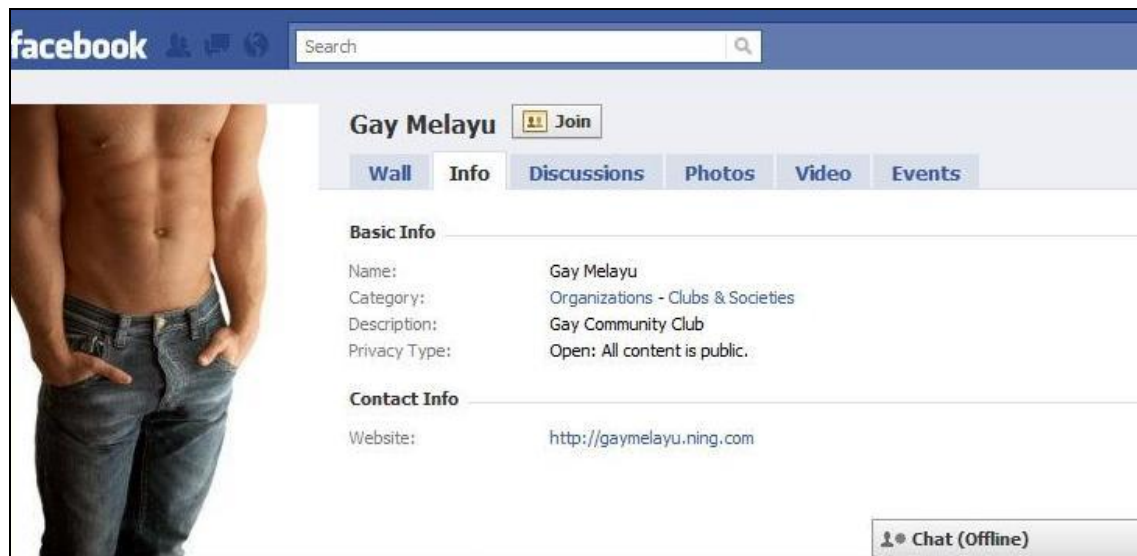 facebook Search
Gay Melayu Join
Wall Info Discussions Photos Video Events
Basic Info
Name: Gay Melayu
Category: Organizations - Clubs & Societies
Description: Gay Community Club
Privacy Type: Open: All content is public.
Contact Info
Website: http://gaymelayu.ning.com
Chat (Offline)